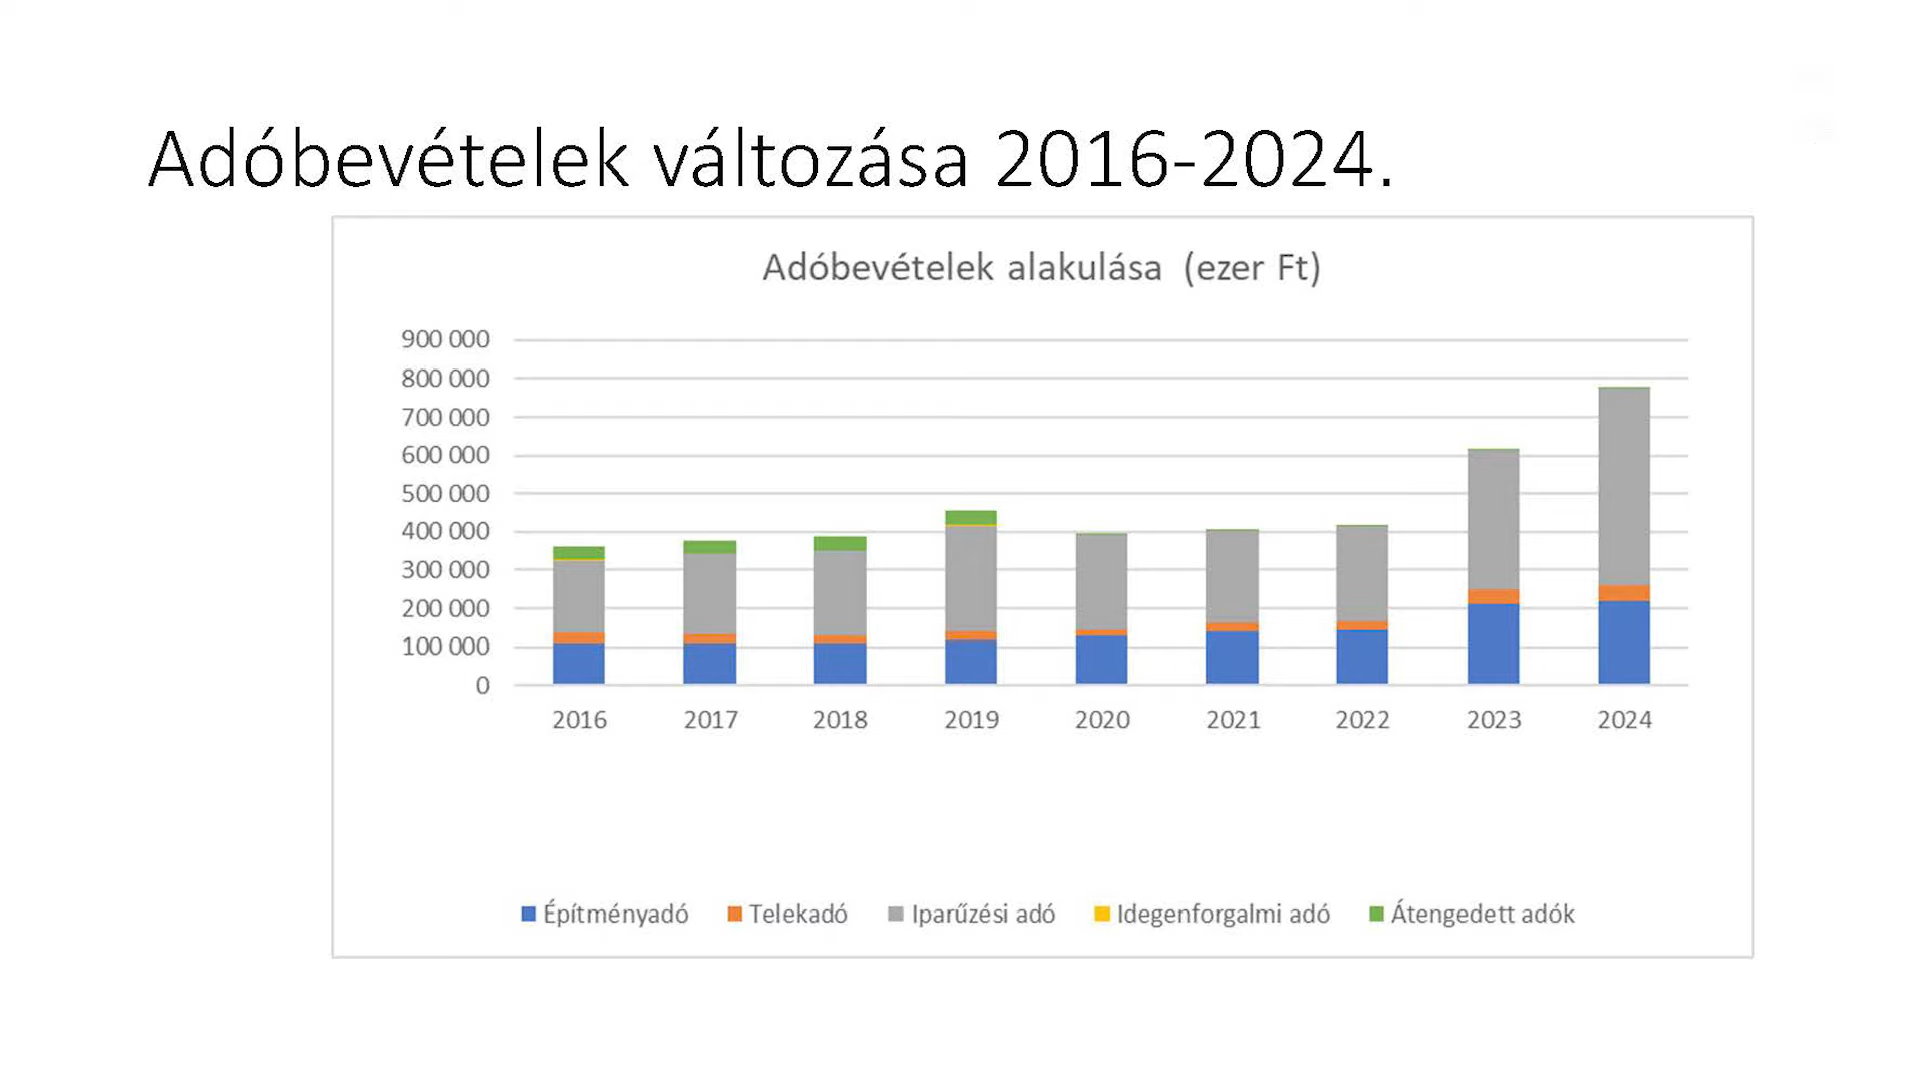 Adóbevételek változása 2016-2024.
Adóbevételek alakulása (ezer Ft)
900 000
800 000
700 000
600 000
500 000
400 000
300 000
200 000
100 000
0
2016 2017 2018 2019 2020 2021 2022 2023 2024
Építményadó Telekadó Iparűzési adó Idegenforgalmi adó Átengedett adók